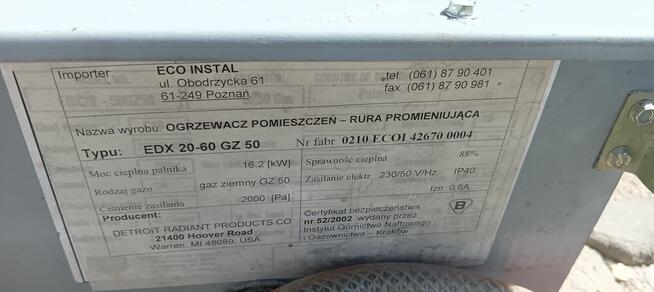 Importer ECO INSTAL tel. (061) 87 90 401
ul. Obodrzycka 61 fax. (061) 87 90 981
61-249 Poznań.
Nazwa wyrobu OGRZEWACZ POMIESZCZEŃ – RURA PROMIENIUJĄCA
Typu: EDX 20-60 GZ 50 Nr fabr 0210 ECOI 42670 0004
Moc cieplna palnika 16.2 [kW] Sprawność cieplna 88%
Rodzaj gazu gaz ziemny GZ 50 Zasilanie elektr. 230/50 V/Hz IP40
Ciśnienie zasilania 2000 [Pa] Izn 0,6A
Producent:
DETROIT RADIANT PRODUCTS CO
21400 Hoover Road
Warren, MI 48089, USA
Certyfikat bezpieczeństwa
nr 52/2002 wydany przez
Instytut Górnictwa Naftowego
i Gazownictwa – Kraków
B